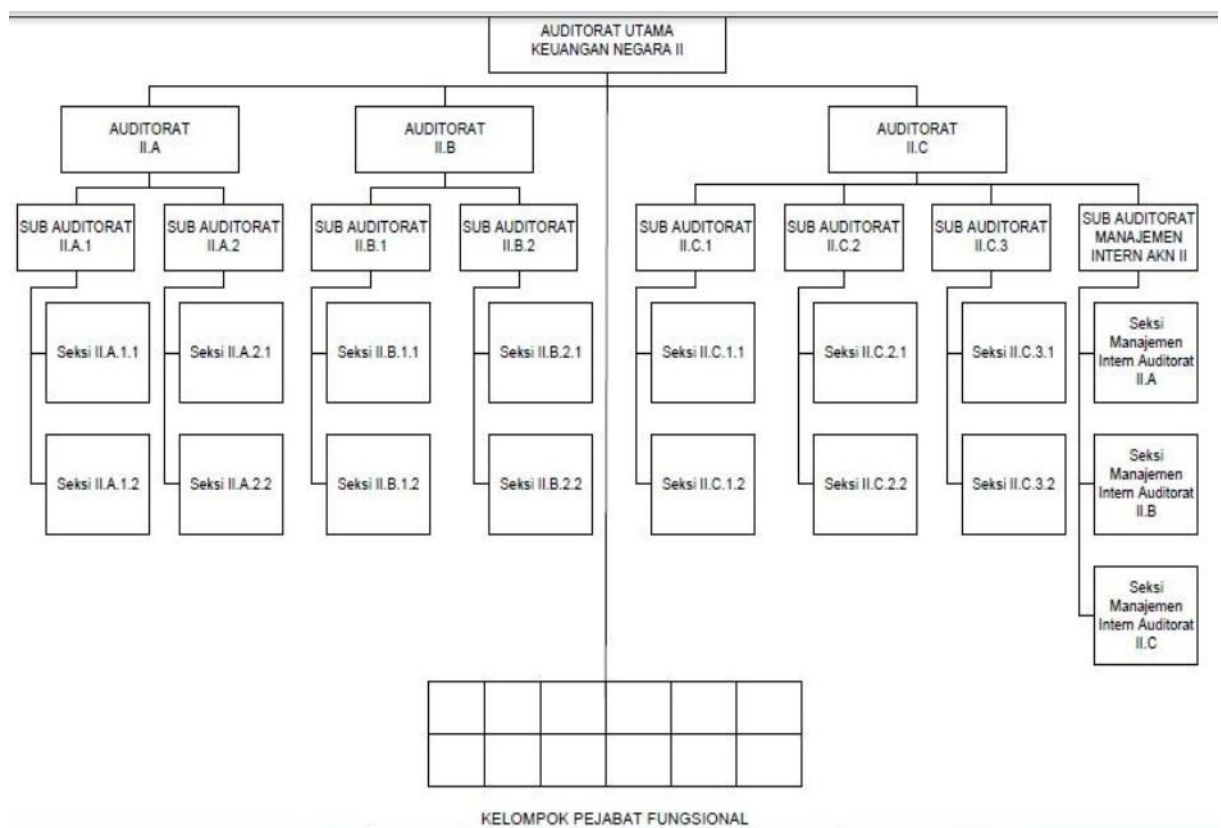 AUDITORAT UTAMA
KEUANGAN NEGARA II
AUDITORAT
II.A
AUDITORAT
II.B
AUDITORAT
II.C
SUB AUDITORAT
II.A.1
SUB AUDITORAT
II.A.2
SUB AUDITORAT
II.B.1
SUB AUDITORAT
II.B.2
SUB AUDITORAT
II.C.1
SUB AUDITORAT
II.C.2
SUB AUDITORAT
II.C.3
SUB AUDITORAT
MANAJEMEN
INTERN AKN II
Seksi II.A.1.1
Seksi II.A.2.1
Seksi II.B.1.1
Seksi II.B.2.1
Seksi II.C.1.1
Seksi II.C.2.1
Seksi II.C.3.1
Seksi
Manajemen
Intern Auditorat
II.A
Seksi II.A.1.2
Seksi II.A.2.2
Seksi II.B.1.2
Seksi II.B.2.2
Seksi II.C.1.2
Seksi II.C.2.2
Seksi II.C.3.2
Seksi
Manajemen
Intern Auditorat
II.B
Seksi
Manajemen
Intern Auditorat
II.C
KELOMPOK PEJABAT FUNGSIONAL